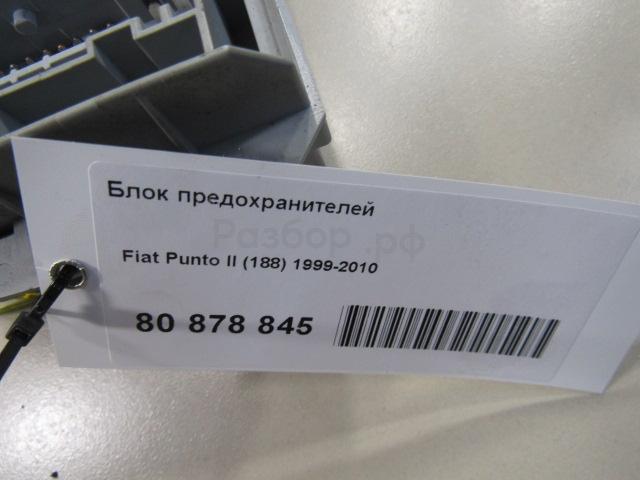 Блок предохранителей
Разбор.рф
Fiat Punto II (188) 1999-2010
80 878 845